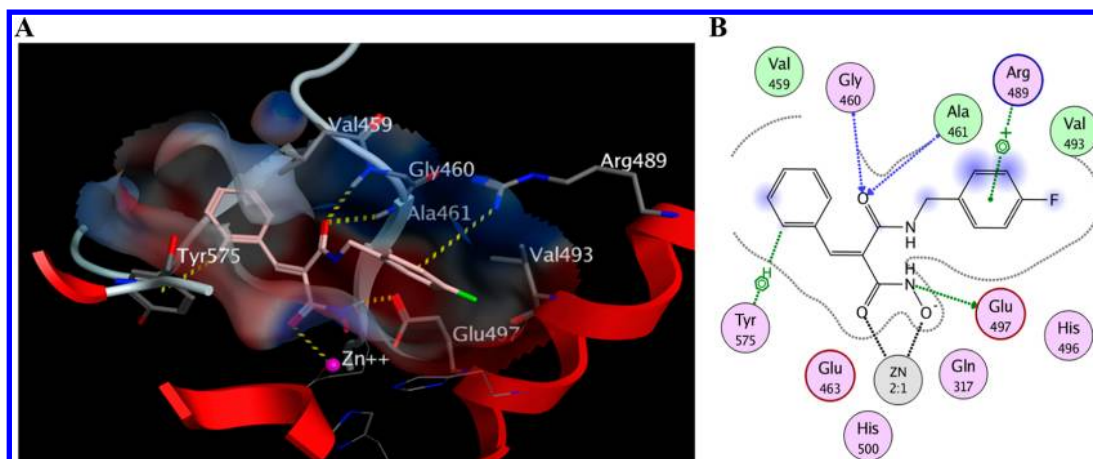 A
Val459
Gly460
Arg489
Ala461
Tyr575
Val493
Glu497
Zn++
B
Val
459
Gly
460
Arg
489
Ala
461
Val
493
O
F
N
H
H
N
O
O
-
H
Tyr
575
Glu
497
His
496
Glu
463
ZN
2:1
Gln
317
His
500